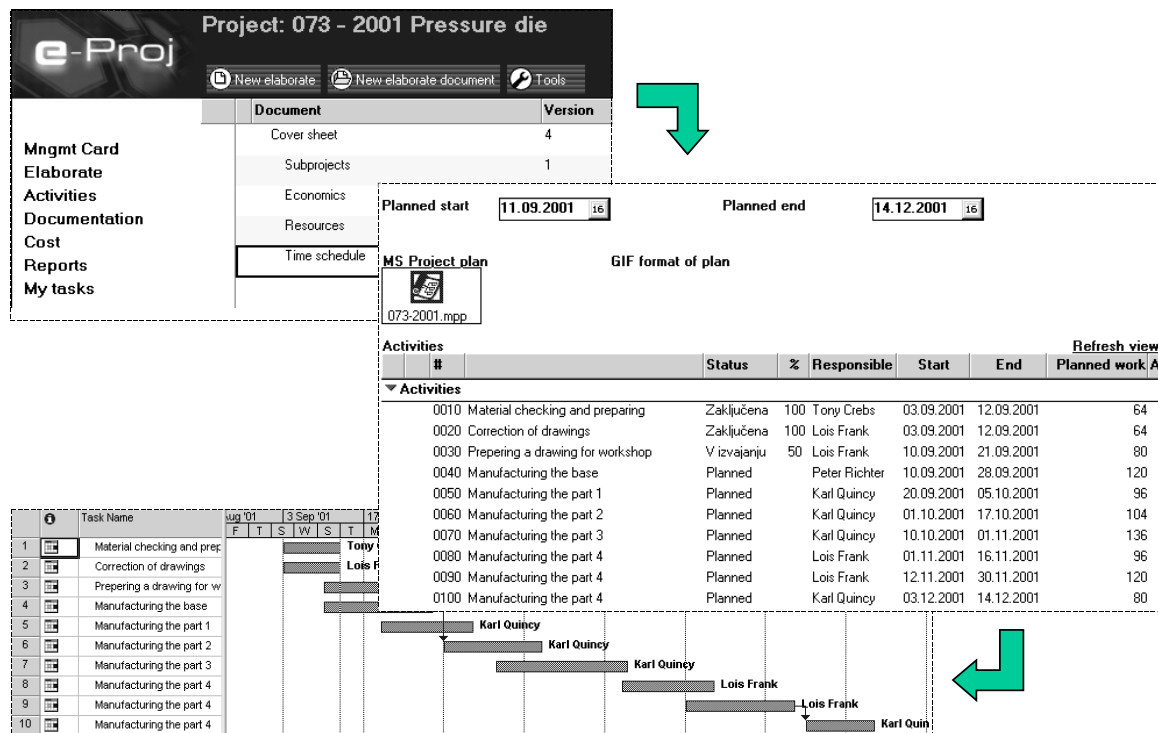 e-Proj
Project: 073 - 2001 Pressure die
New elaborate New elaborate document Tools
Mngmt Card
Elaborate
Activities
Documentation
Cost
Reports
My tasks
Document Version
Cover sheet 4
Subprojects 1
Economics
Resources
Time schedule
Planned start 11.09.2001 16 Planned end 14.12.2001 16
MS Project plan GIF format of plan
073-2001.mpp
Activities Refresh view
# Status % Responsible Start End Planned work A
Activities
0010 Material checking and preparing Zaključena 100 Tony Crebs 03.09.2001 12.09.2001 64
0020 Correction of drawings Zaključena 100 Lois Frank 03.09.2001 12.09.2001 64
0030 Prepering a drawing for workshop V izvajanju 50 Lois Frank 10.09.2001 21.09.2001 80
0040 Manufacturing the base Planned Peter Richter 10.09.2001 28.09.2001 120
0050 Manufacturing the part 1 Planned Karl Quincy 20.09.2001 05.10.2001 96
0060 Manufacturing the part 2 Planned Karl Quincy 01.10.2001 17.10.2001 104
0070 Manufacturing the part 3 Planned Karl Quincy 10.10.2001 01.11.2001 136
0080 Manufacturing the part 4 Planned Lois Frank 01.11.2001 16.11.2001 96
0090 Manufacturing the part 4 Planned Lois Frank 12.11.2001 30.11.2001 120
0100 Manufacturing the part 4 Planned Karl Quincy 03.12.2001 14.12.2001 80
Task Name ug '01 3 Sep '01 17
F T S W S T M
1 Material checking and prep Tony
2 Correction of drawings Lois F
3 Prepering a drawing for w
4 Manufacturing the base
5 Manufacturing the part 1 Karl Quincy
6 Manufacturing the part 2 Karl Quincy
7 Manufacturing the part 3 Karl Quincy
8 Manufacturing the part 4 Lois Frank
9 Manufacturing the part 4 Lois Frank
10 Manufacturing the part 4 Karl Quin